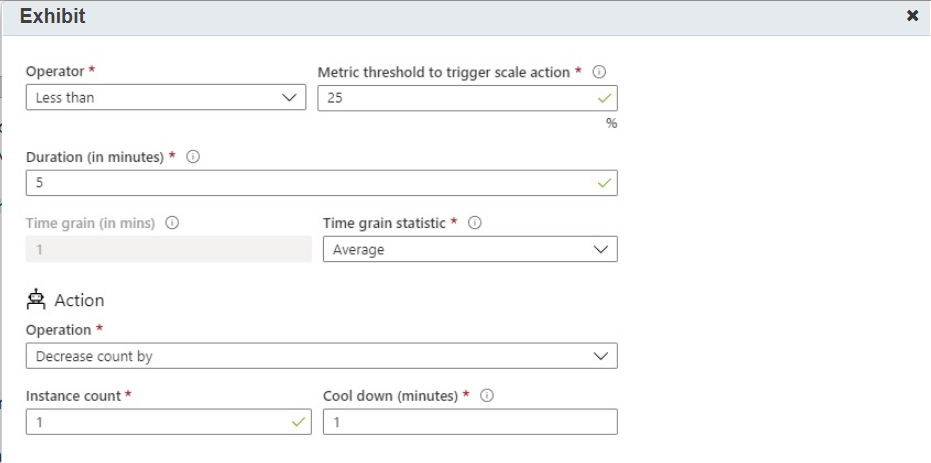 Exhibit ✖
Operator * Metric threshold to trigger scale action *
Less than 25
%
Duration (in minutes) *
5
Time grain (in mins) Time grain statistic *
1 Average
Action
Operation *
Decrease count by
Instance count * Cool down (minutes) *
1 1